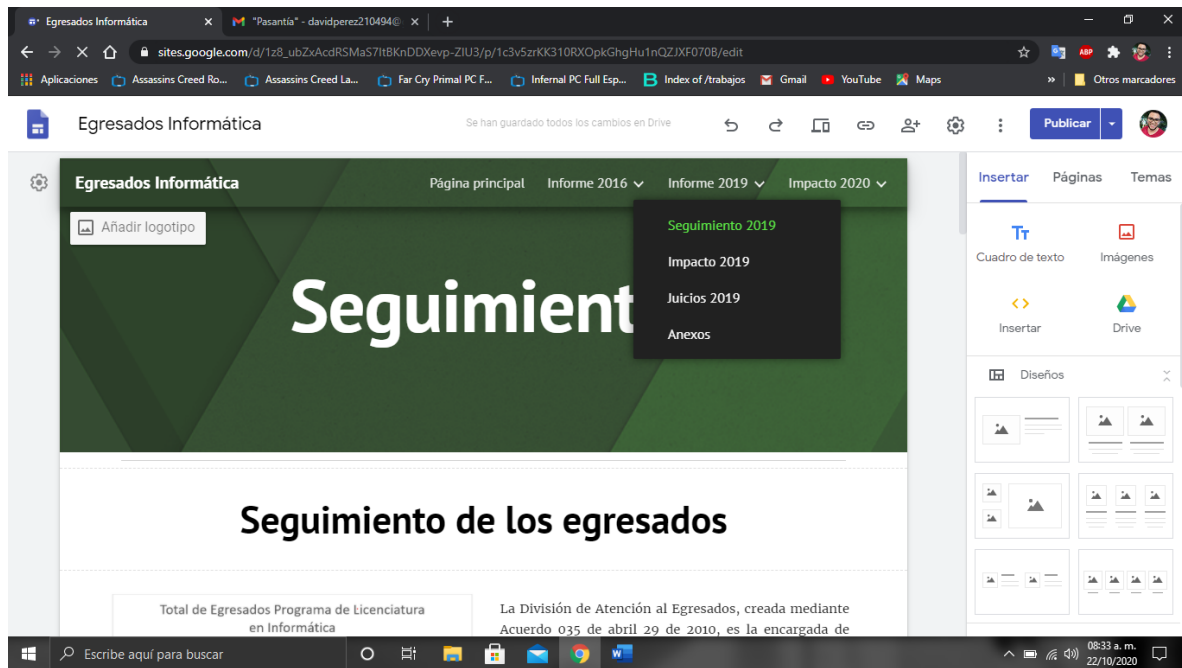 Egresados Informática
"Pasantía" - davidperez210494@
sites.google.com/d/1z8_ubZxAcdRSMaS7ItBKnDDXevp-ZIU3/p/1c3v5zrKK310RXOpkGhgHu1nQZJXF070B/edit
ABP
Aplicaciones
Assassins Creed Ro...
Assassins Creed La...
Far Cry Primal PC F...
Infernal PC Full Esp...
Index of /trabajos
Gmail
YouTube
Maps
»
Otros marcadores
Egresados Informática
Se han guardado todos los cambios en Drive
Publicar
Egresados Informática
Página principal
Informe 2016
Informe 2019
Impacto 2020
Añadir logotipo
Seguimiento 2019
Impacto 2019
Juicios 2019
Anexos
Seguimient
Seguimiento de los egresados
Total de Egresados Programa de Licenciatura
en Informática
La División de Atención al Egresados, creada mediante
Acuerdo 035 de abril 29 de 2010, es la encargada de
Insertar
Páginas
Temas
Cuadro de texto
Imágenes
Insertar
Drive
Diseños
Escribe aquí para buscar
08:33 a. m.
22/10/2020